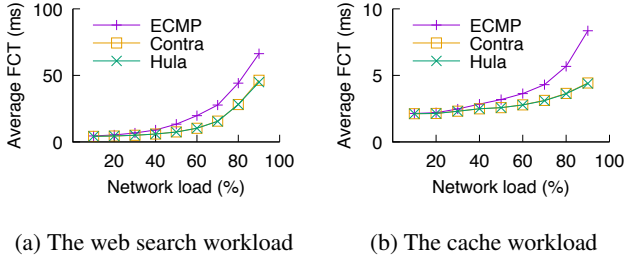 Average FCT (ms)
100
50
0
20 40 60 80 100
Network load (%)
ECMP
Contra
Hula
(a) The web search workload
Average FCT (ms)
10
5
0
20 40 60 80 100
Network load (%)
ECMP
Contra
Hula
(b) The cache workload